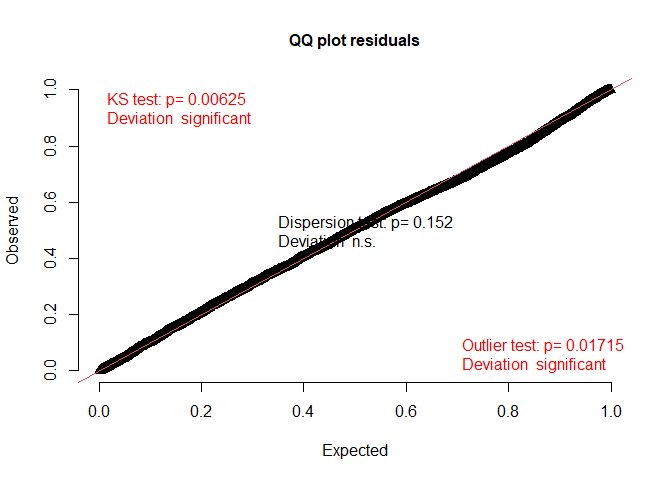 QQ plot residuals
KS test: p= 0.00625
Deviation significant
Dispersion test: p= 0.152
Deviation n.s.
Outlier test: p= 0.01715
Deviation significant
Observed
0.0
0.2
0.4
0.6
0.8
1.0
0.0 0.2 0.4 0.6 0.8 1.0
Expected